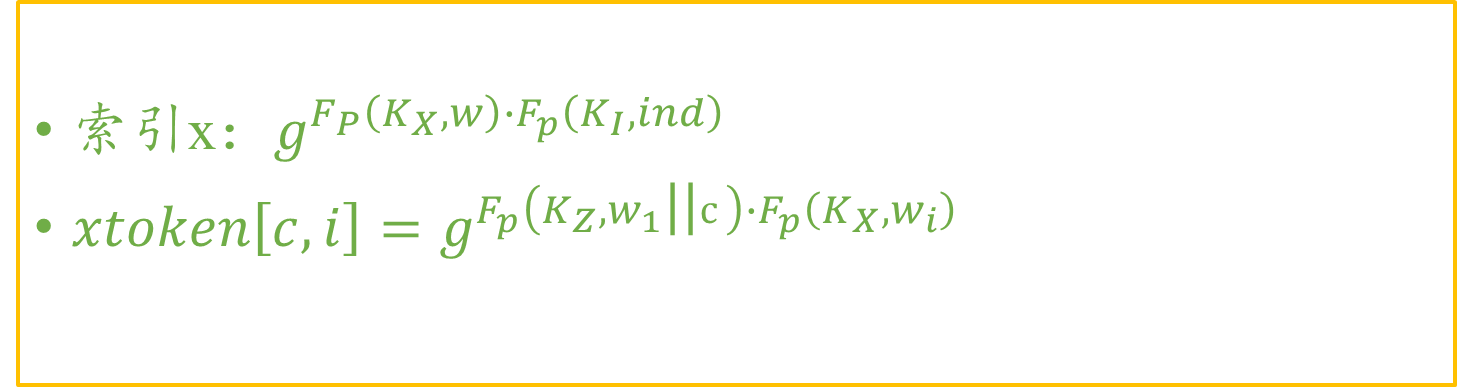 • 索引x: g^{F_P(K_X,w)·F_p(K_I,ind)}
• xtoken[c, i] = g^{F_p(K_Z,w_1||c)·F_p(K_X,w_i)}